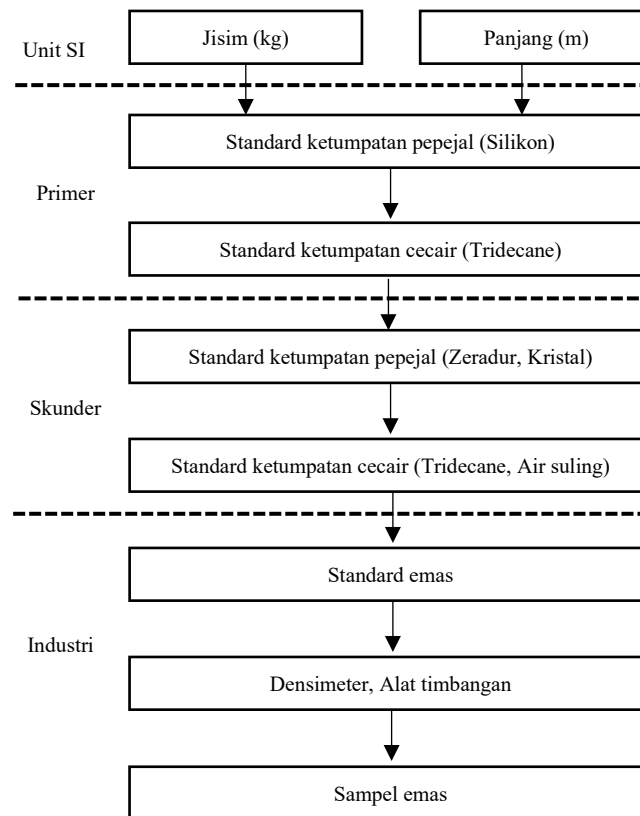 Unit SI
Jisim (kg)
Panjang (m)
Standard ketumpatan pepejal (Silikon)
Primer
Standard ketumpatan cecair (Tridecane)
Standard ketumpatan pepejal (Zeradur, Kristal)
Skunder
Standard ketumpatan cecair (Tridecane, Air suling)
Standard emas
Industri
Densimeter, Alat timbangan
Sampel emas